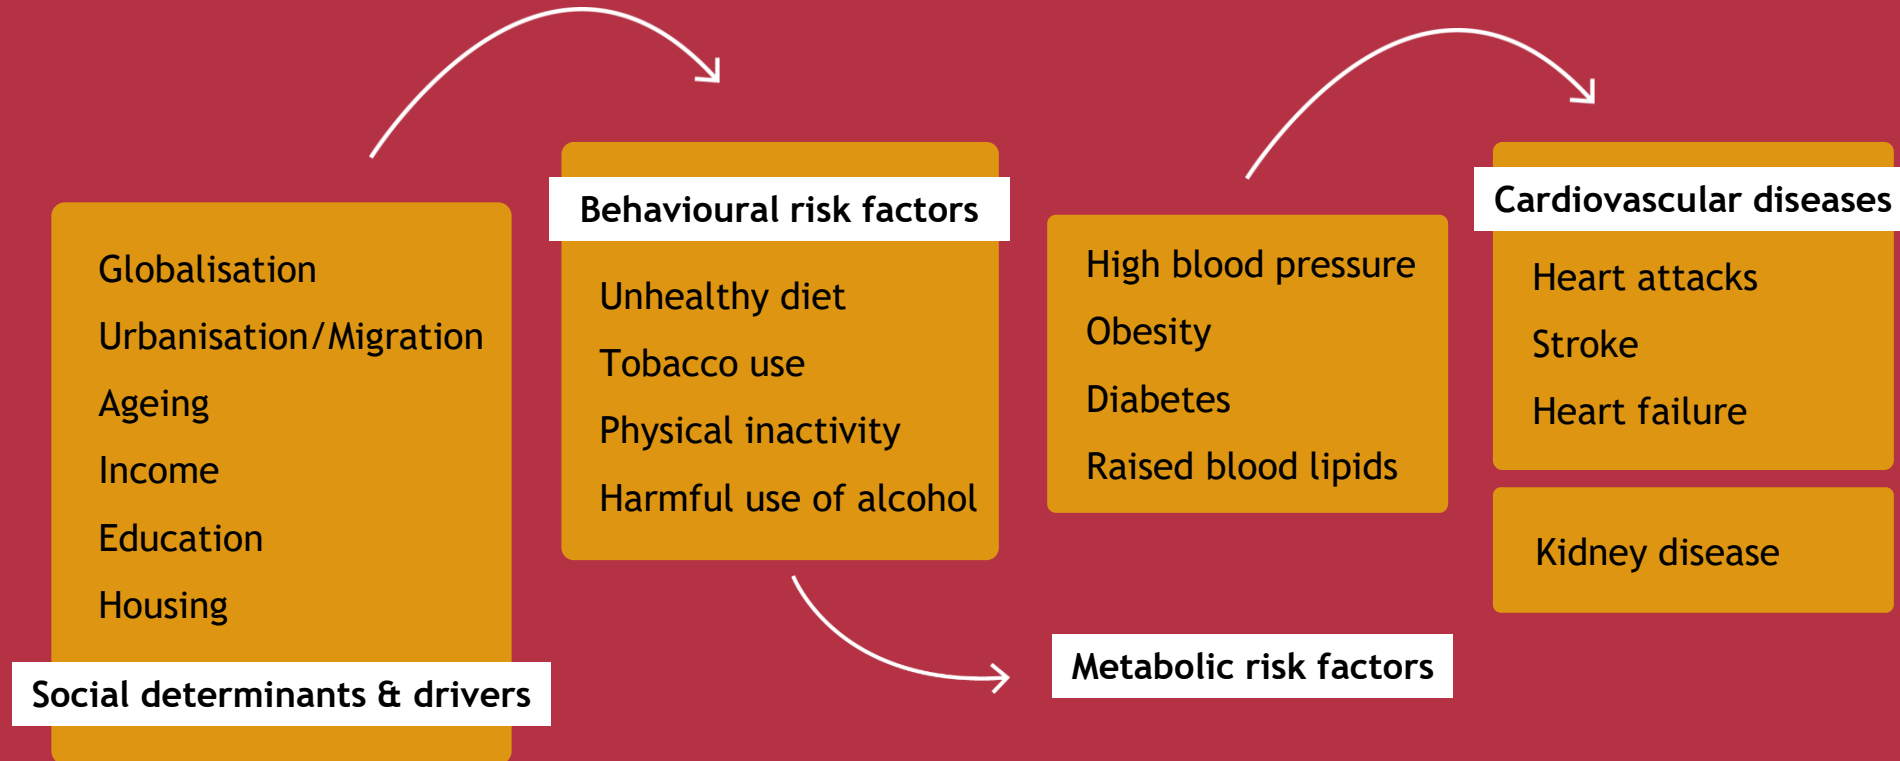 Globalisation
Urbanisation/Migration
Ageing
Income
Education
Housing
Social determinants & drivers
Behavioural risk factors
Unhealthy diet
Tobacco use
Physical inactivity
Harmful use of alcohol
High blood pressure
Obesity
Diabetes
Raised blood lipids
Metabolic risk factors
Cardiovascular diseases
Heart attacks
Stroke
Heart failure
Kidney disease